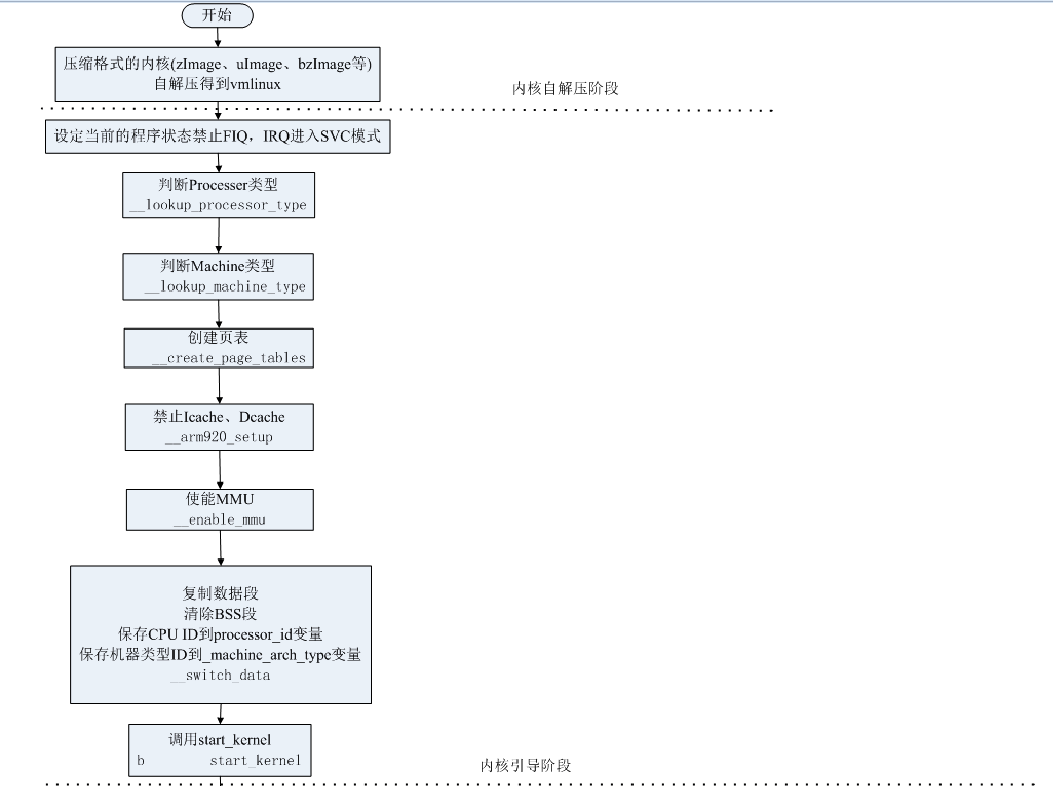 开始
压缩格式的内核(zImage、uImage、bzImage等)
自解压得到vmlinux
内核自解压阶段
设定当前的程序状态禁止FIQ，IRQ进入SVC模式
判断Processer类型
__lookup_processor_type
判断Machine类型
__lookup_machine_type
创建页表
__create_page_tables
禁止Icache、Dcache
__arm920_setup
使能MMU
__enable_mmu
复制数据段
清除BSS段
保存CPU ID到processor_id变量
保存机器类型ID到_machine_arch_type变量
__switch_data
调用start_kernel
b start_kernel
内核引导阶段